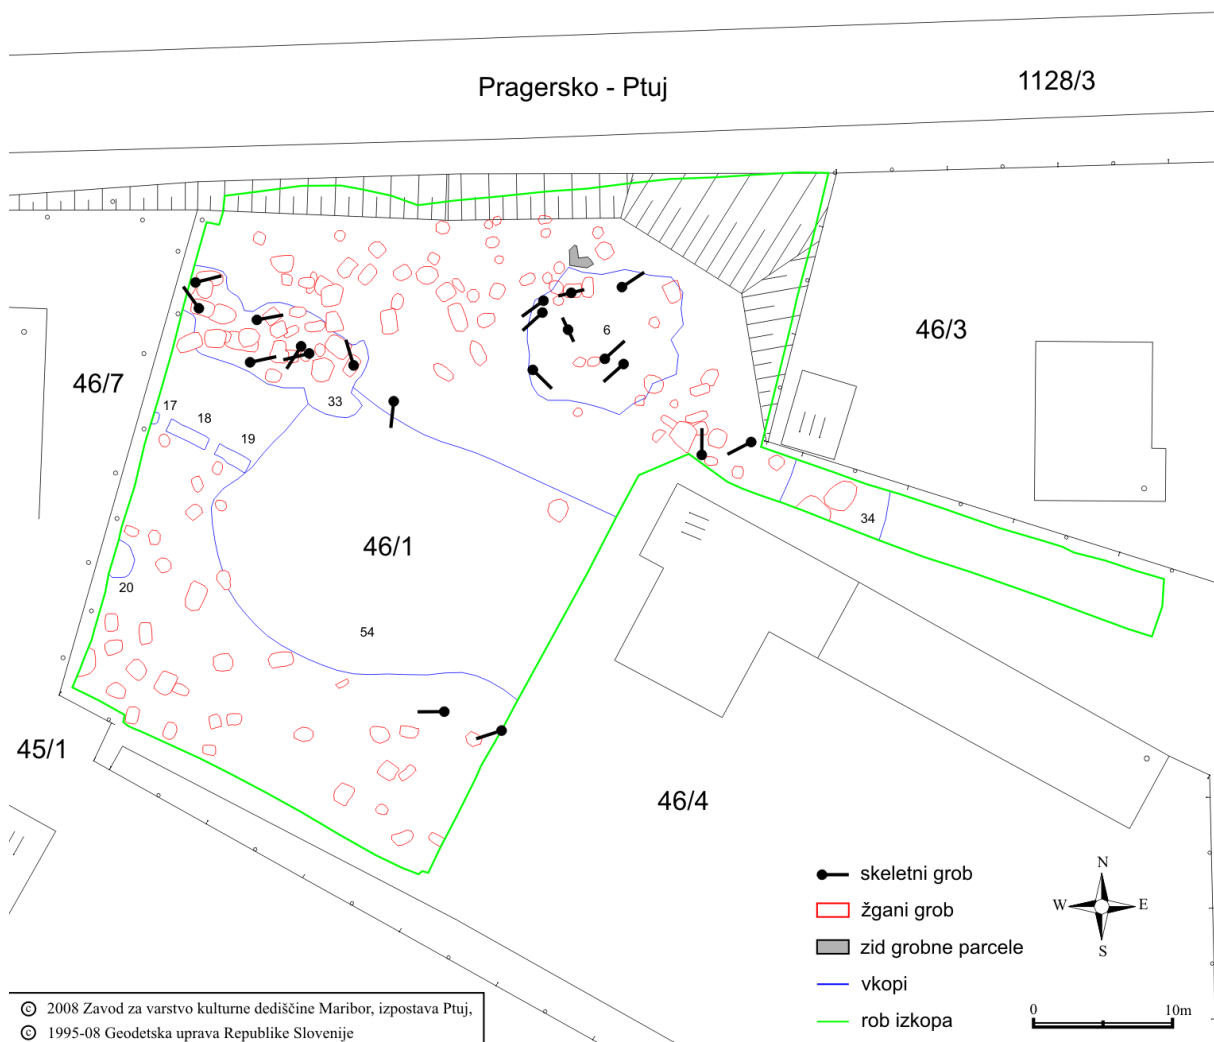 Pragersko - Ptuj
1128/3
46/3
6
46/7
33
17
18
19
34
46/1
20
54
45/1
46/4
skeletni grob
žgani grob
zid grobne parcele
vkopi
rob izkopa
N
W E
S
0 10m
© 2008 Zavod za varstvo kulturne dediščine Maribor, izpostava Ptuj,
© 1995-08 Geodetska uprava Republike Slovenije